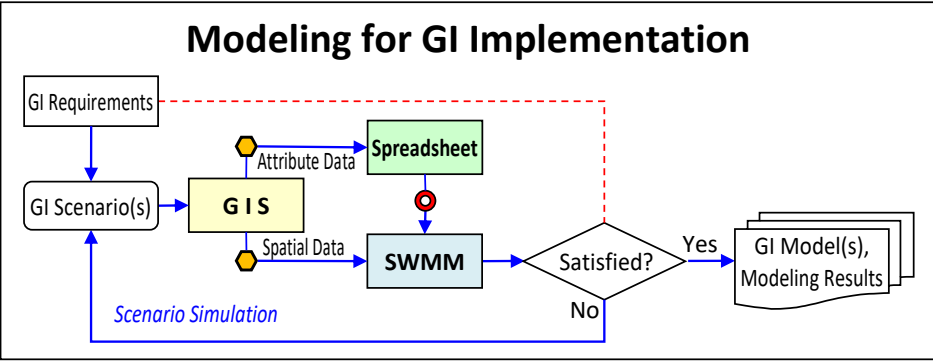 Modeling for GI Implementation
GI Requirements
Attribute Data
Spreadsheet
GI Scenario(s)
G I S
Spatial Data
SWMM
Satisfied?
Yes
GI Model(s),
Modeling Results
No
Scenario Simulation